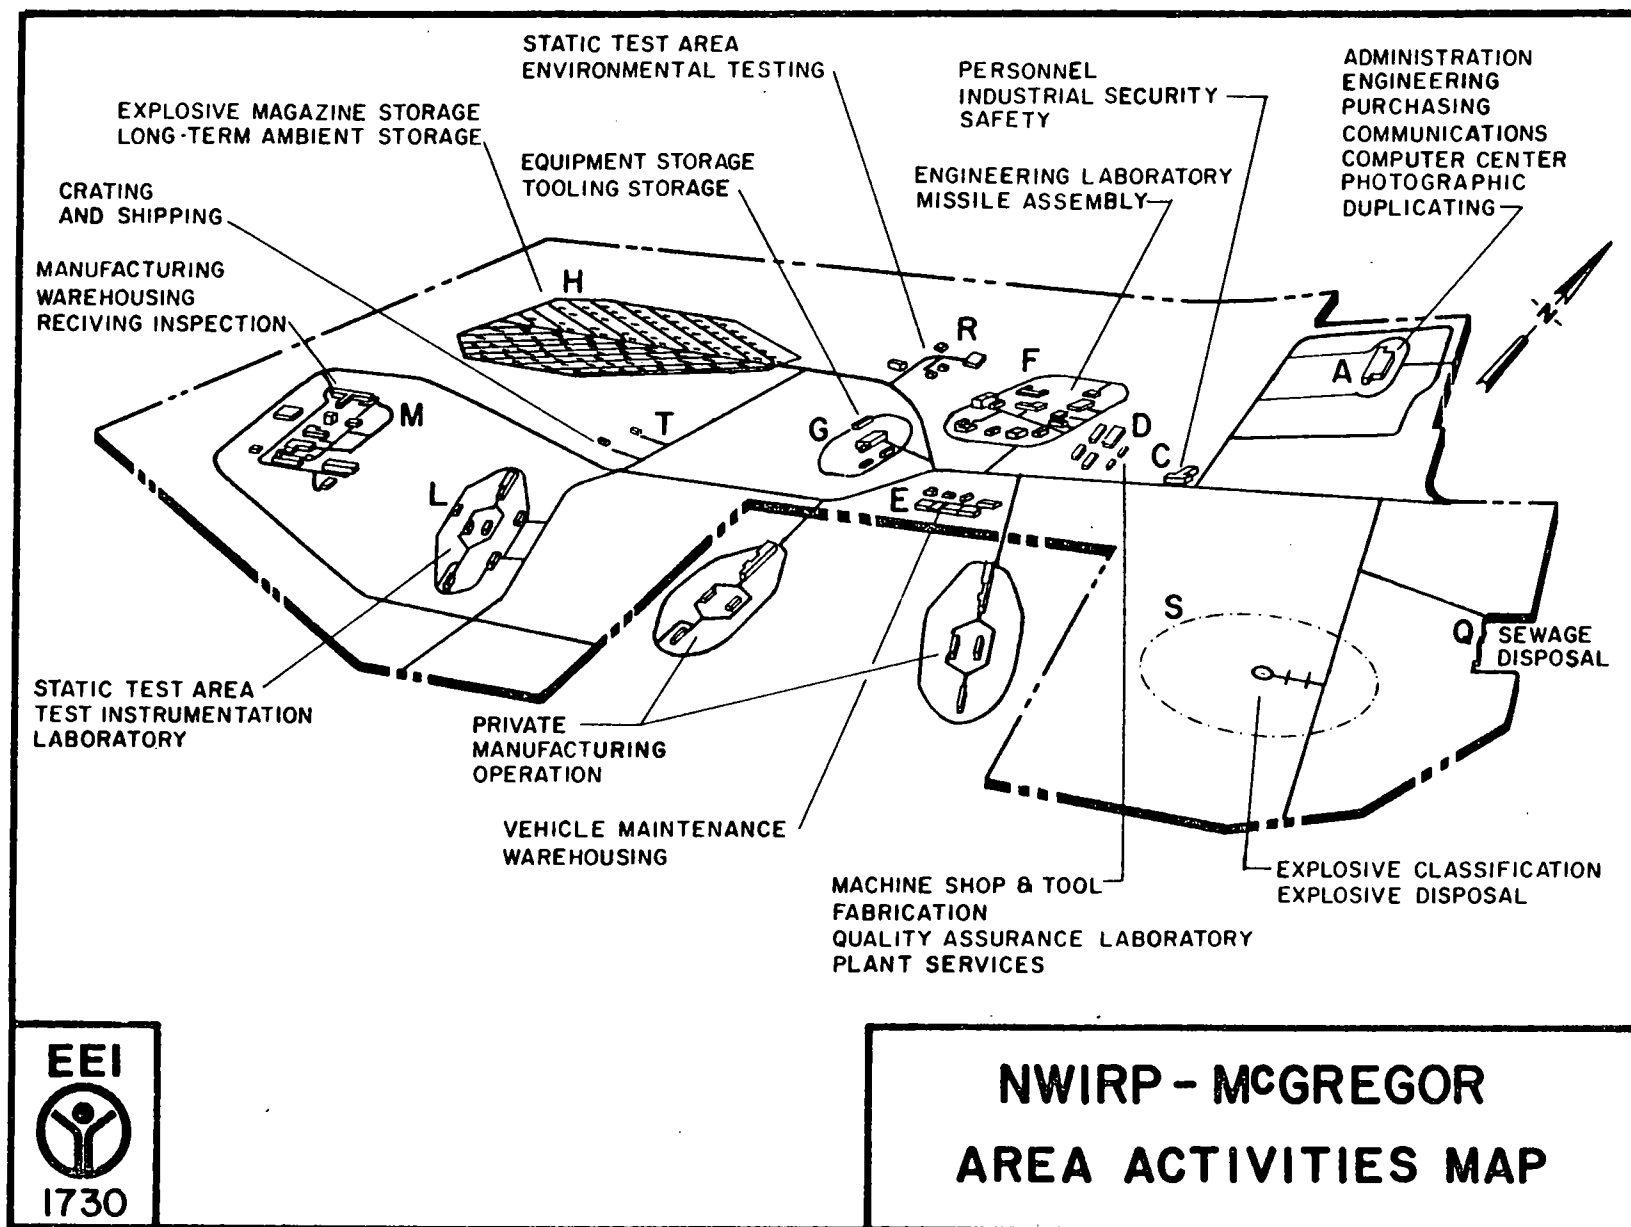 STATIC TEST AREA
ENVIRONMENTAL TESTING
PERSONNEL
INDUSTRIAL SECURITY
SAFETY
ADMINISTRATION
ENGINEERING
PURCHASING
COMMUNICATIONS
COMPUTER CENTER
PHOTOGRAPHIC
DUPLICATING
EXPLOSIVE MAGAZINE STORAGE
LONG-TERM AMBIENT STORAGE
EQUIPMENT STORAGE
TOOLING STORAGE
ENGINEERING LABORATORY
MISSILE ASSEMBLY
CRATING
AND SHIPPING
MANUFACTURING
WAREHOUSING
RECIVING INSPECTION
H
R
F
A
N
M
T
G
D
C
L
E
S
Q
SEWAGE
DISPOSAL
STATIC TEST AREA
TEST INSTRUMENTATION
LABORATORY
PRIVATE
MANUFACTURING
OPERATION
VEHICLE MAINTENANCE
WAREHOUSING
MACHINE SHOP & TOOL
FABRICATION
QUALITY ASSURANCE LABORATORY
PLANT SERVICES
EXPLOSIVE CLASSIFICATION
EXPLOSIVE DISPOSAL
EEI
1730
NWIRP - McGREGOR
AREA ACTIVITIES MAP